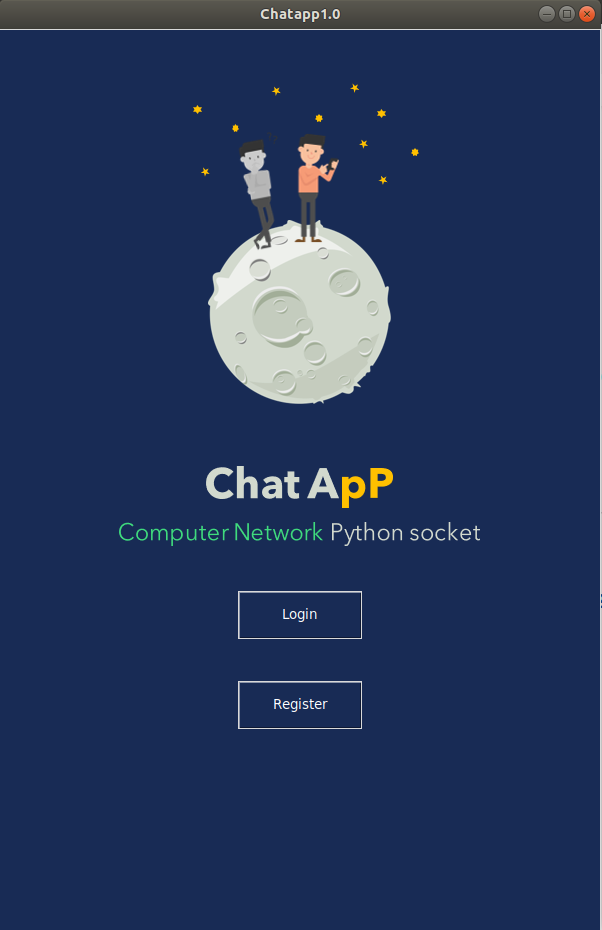 Chatapp1.0
Chat ApP
Computer Network Python socket
Login
Register